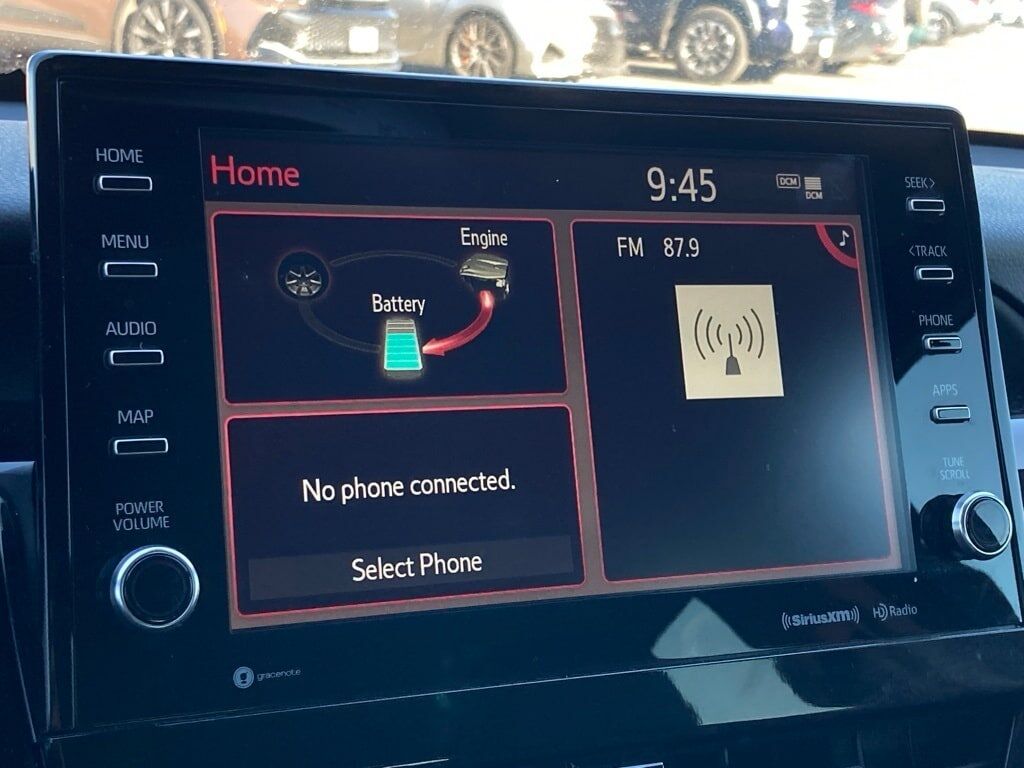 HOME
MENU
AUDIO
MAP
POWER
VOLUME
Home
9:45
DCM
DCM
Engine
Battery
FM 87.9
No phone connected.
Select Phone
SEEK>
<TRACK
PHONE
APPS
TUNE
SCROLL
((SiriusXM))
HD Radio
gracenote